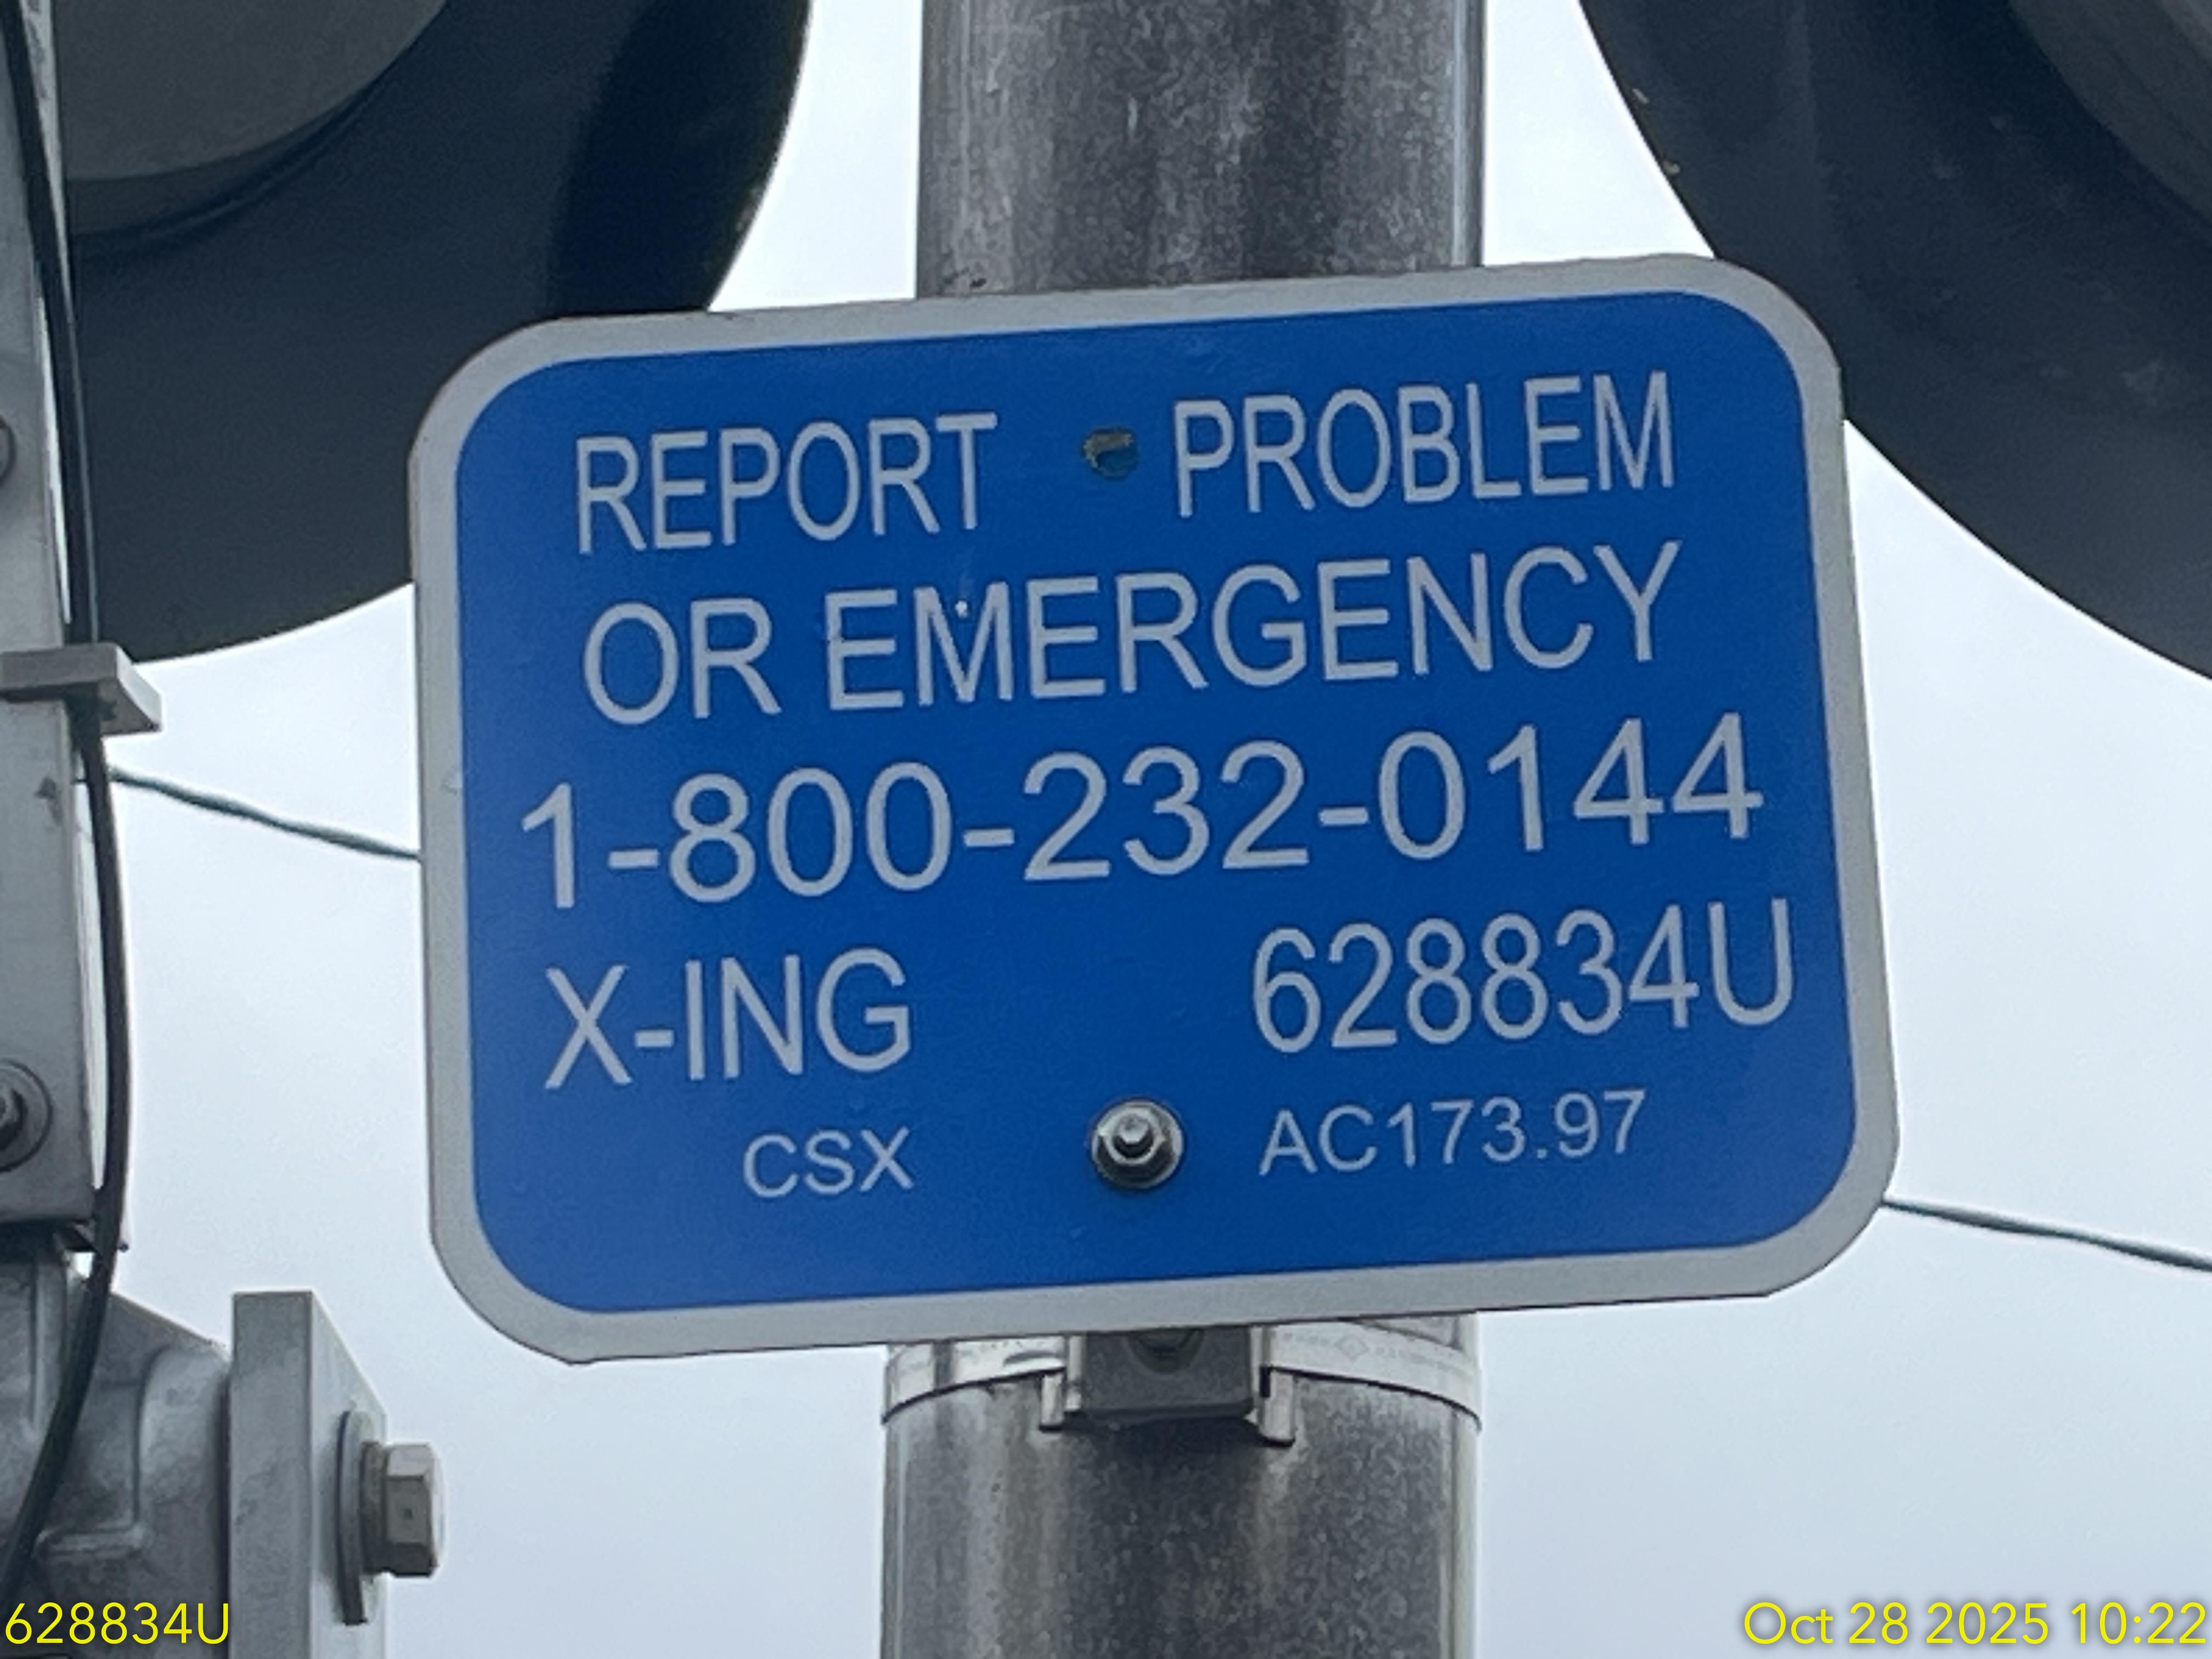 REPORT PROBLEM
OR EMERGENCY
1-800-232-0144
X-ING 628834U
CSX AC173.97
628834U
Oct 28 2025 10:22